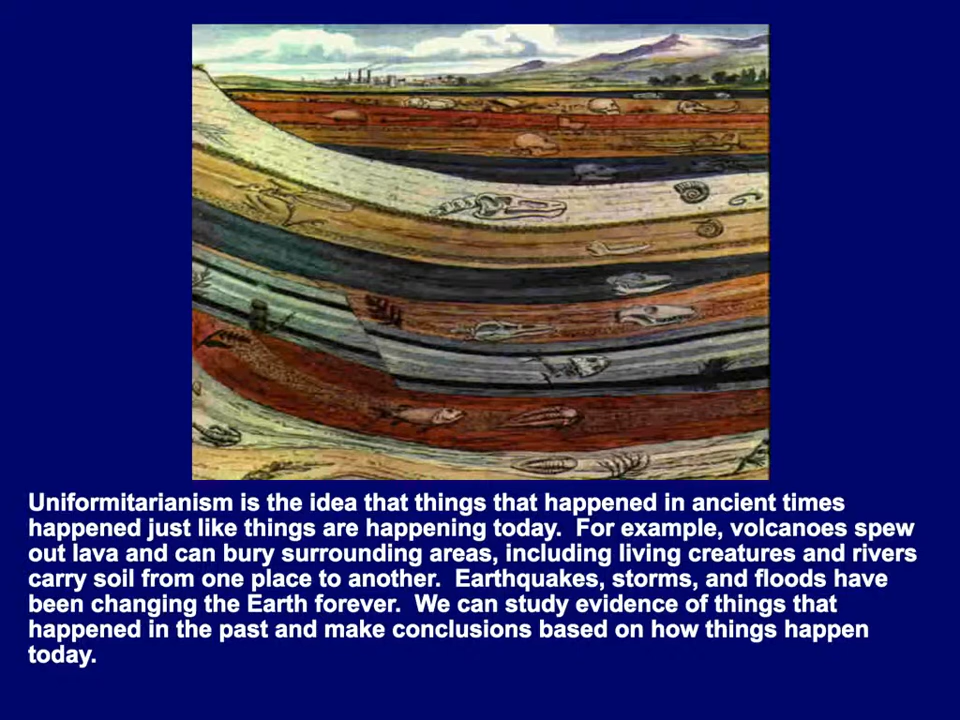 Uniformitarianism is the idea that things that happened in ancient times
happened just like things are happening today.  For example, volcanoes spew
out lava and can bury surrounding areas, including living creatures and rivers
carry soil from one place to another.  Earthquakes, storms, and floods have
been changing the Earth forever.  We can study evidence of things that
happened in the past and make conclusions based on how things happen
today.